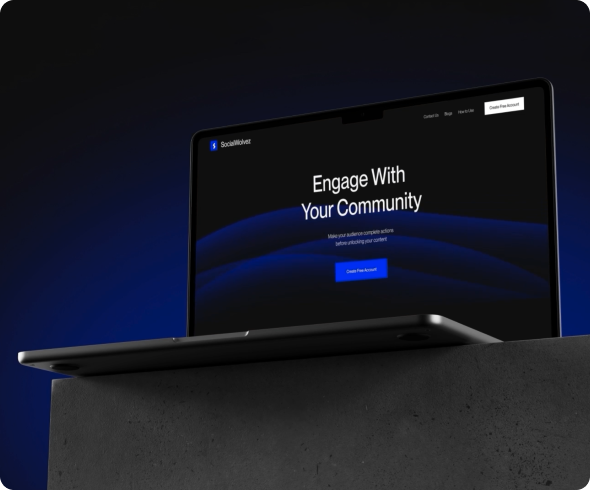 SocialWolvez
Contact Us
Blogs
How to Use
Create Free Account
Engage With
Your Community
Make your audience complete actions
before unlocking your content
Create Free Account